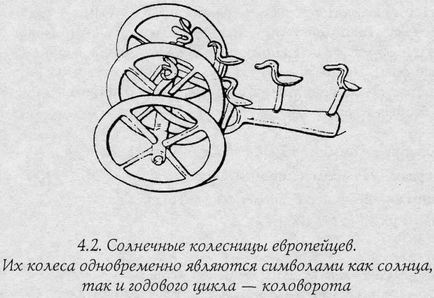 4.2. Солнечные колесницы европейцев.
Их колеса одновременно являются символами как солнца,
так и годового цикла — коловорота